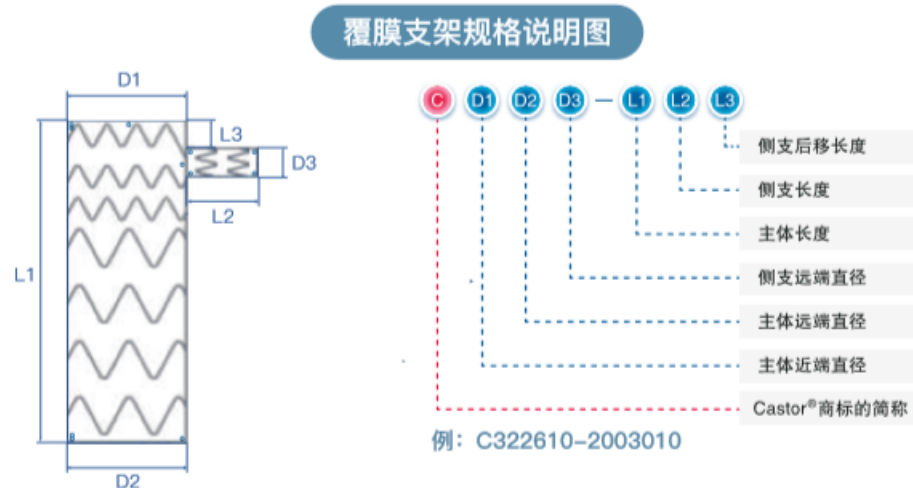 覆膜支架规格说明图
D1
L3
D3
L2
L1
D2
C D1 D2 D3 — L1 L2 L3
侧支后移长度
侧支长度
主体长度
侧支远端直径
主体远端直径
主体近端直径
Castor®商标的简称
例：C322610-2003010